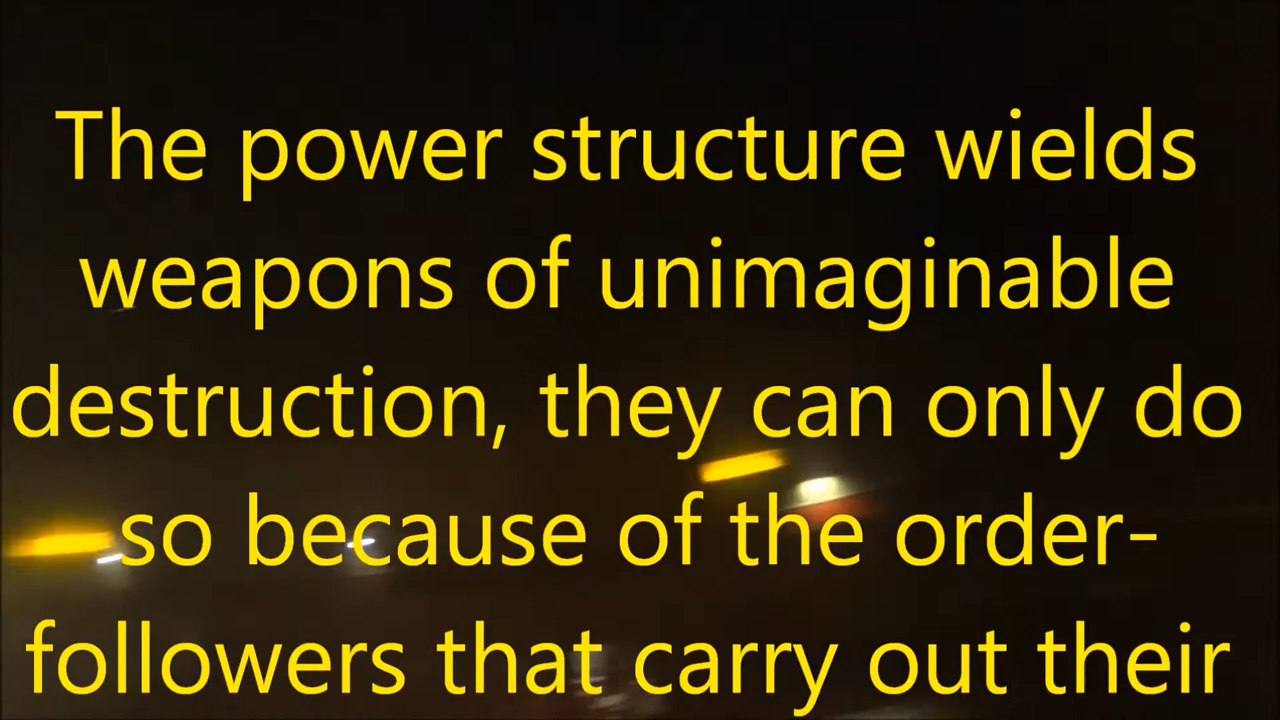 The power structure wields
weapons of unimaginable
destruction, they can only do
so because of the order-
followers that carry out their